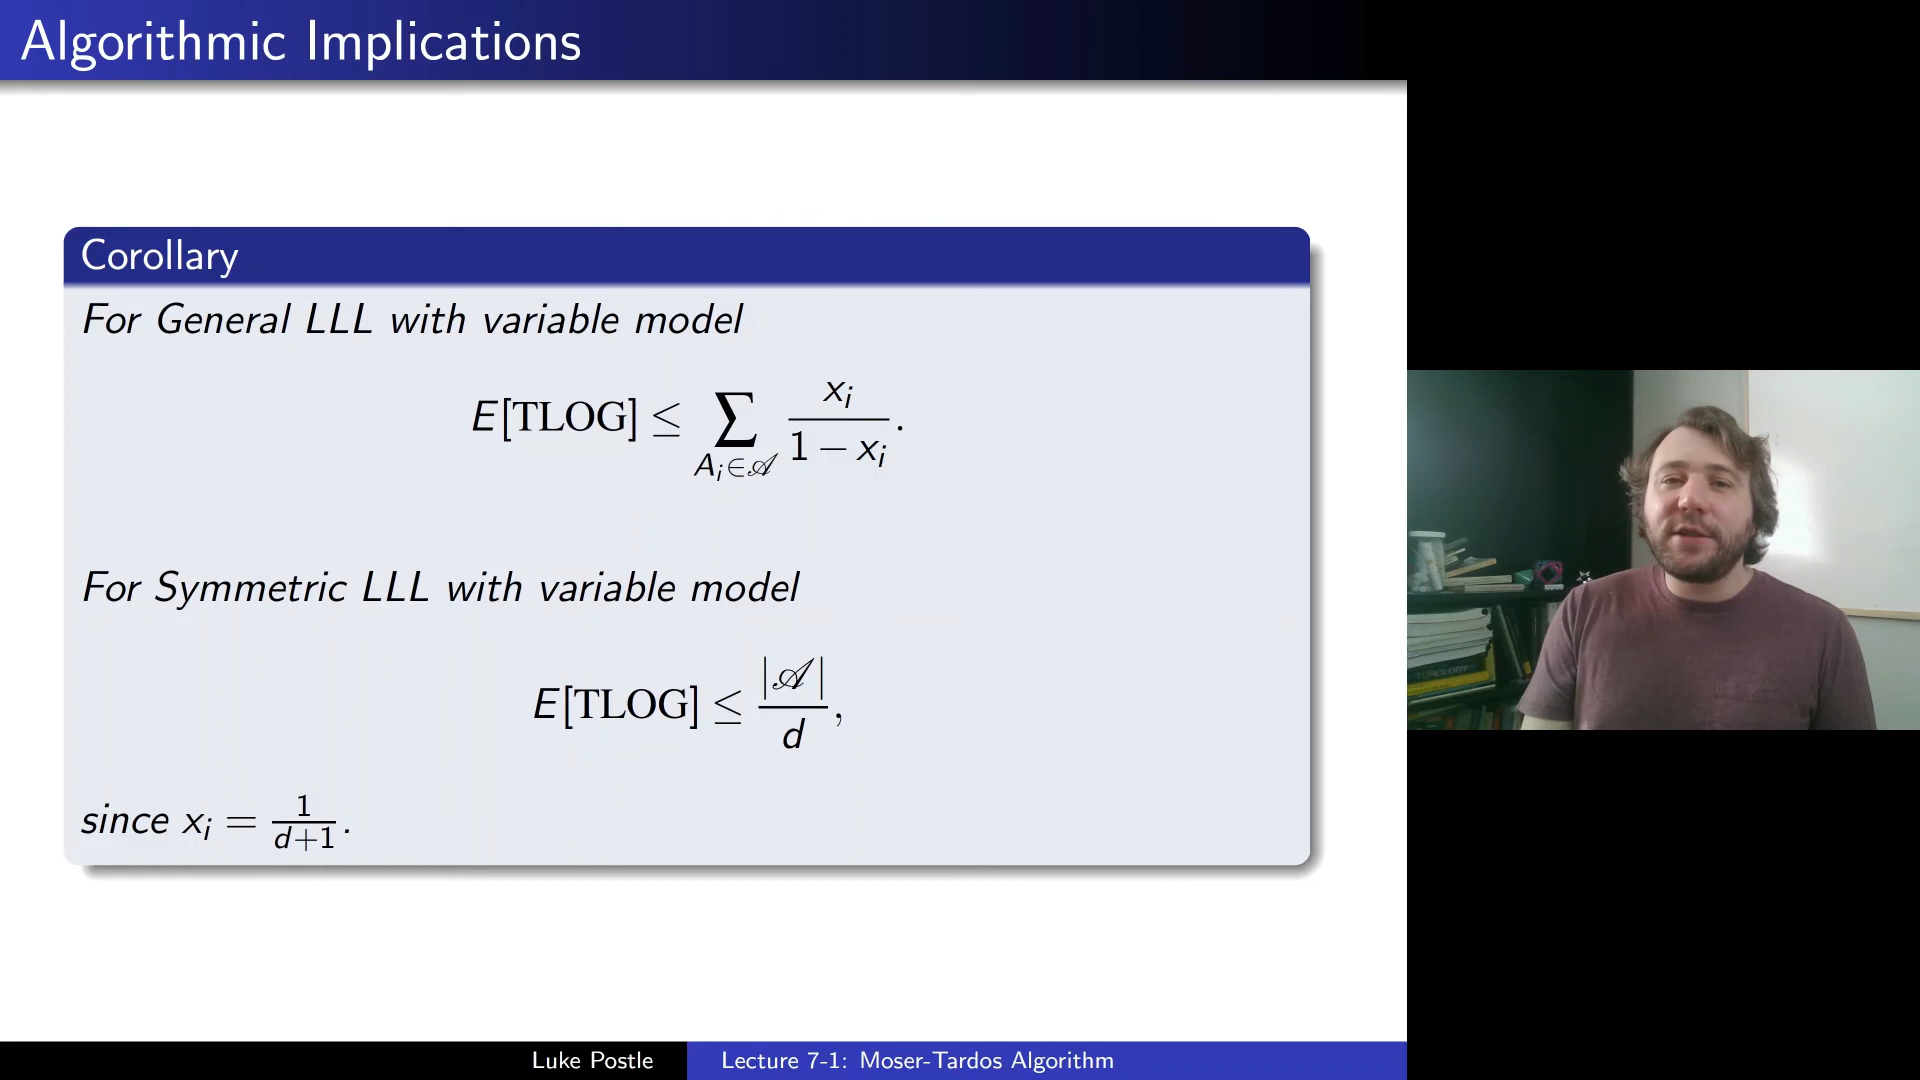 Algorithmic Implications
Corollary
For General LLL with variable model
E[TLOG] ≤ ∑_{A_i∈𝒜} x_i / (1 − x_i).
For Symmetric LLL with variable model
E[TLOG] ≤ |𝒜| / d,
since x_i = 1/(d+1).
TOPOLOGY
Luke Postle
Lecture 7-1: Moser-Tardos Algorithm